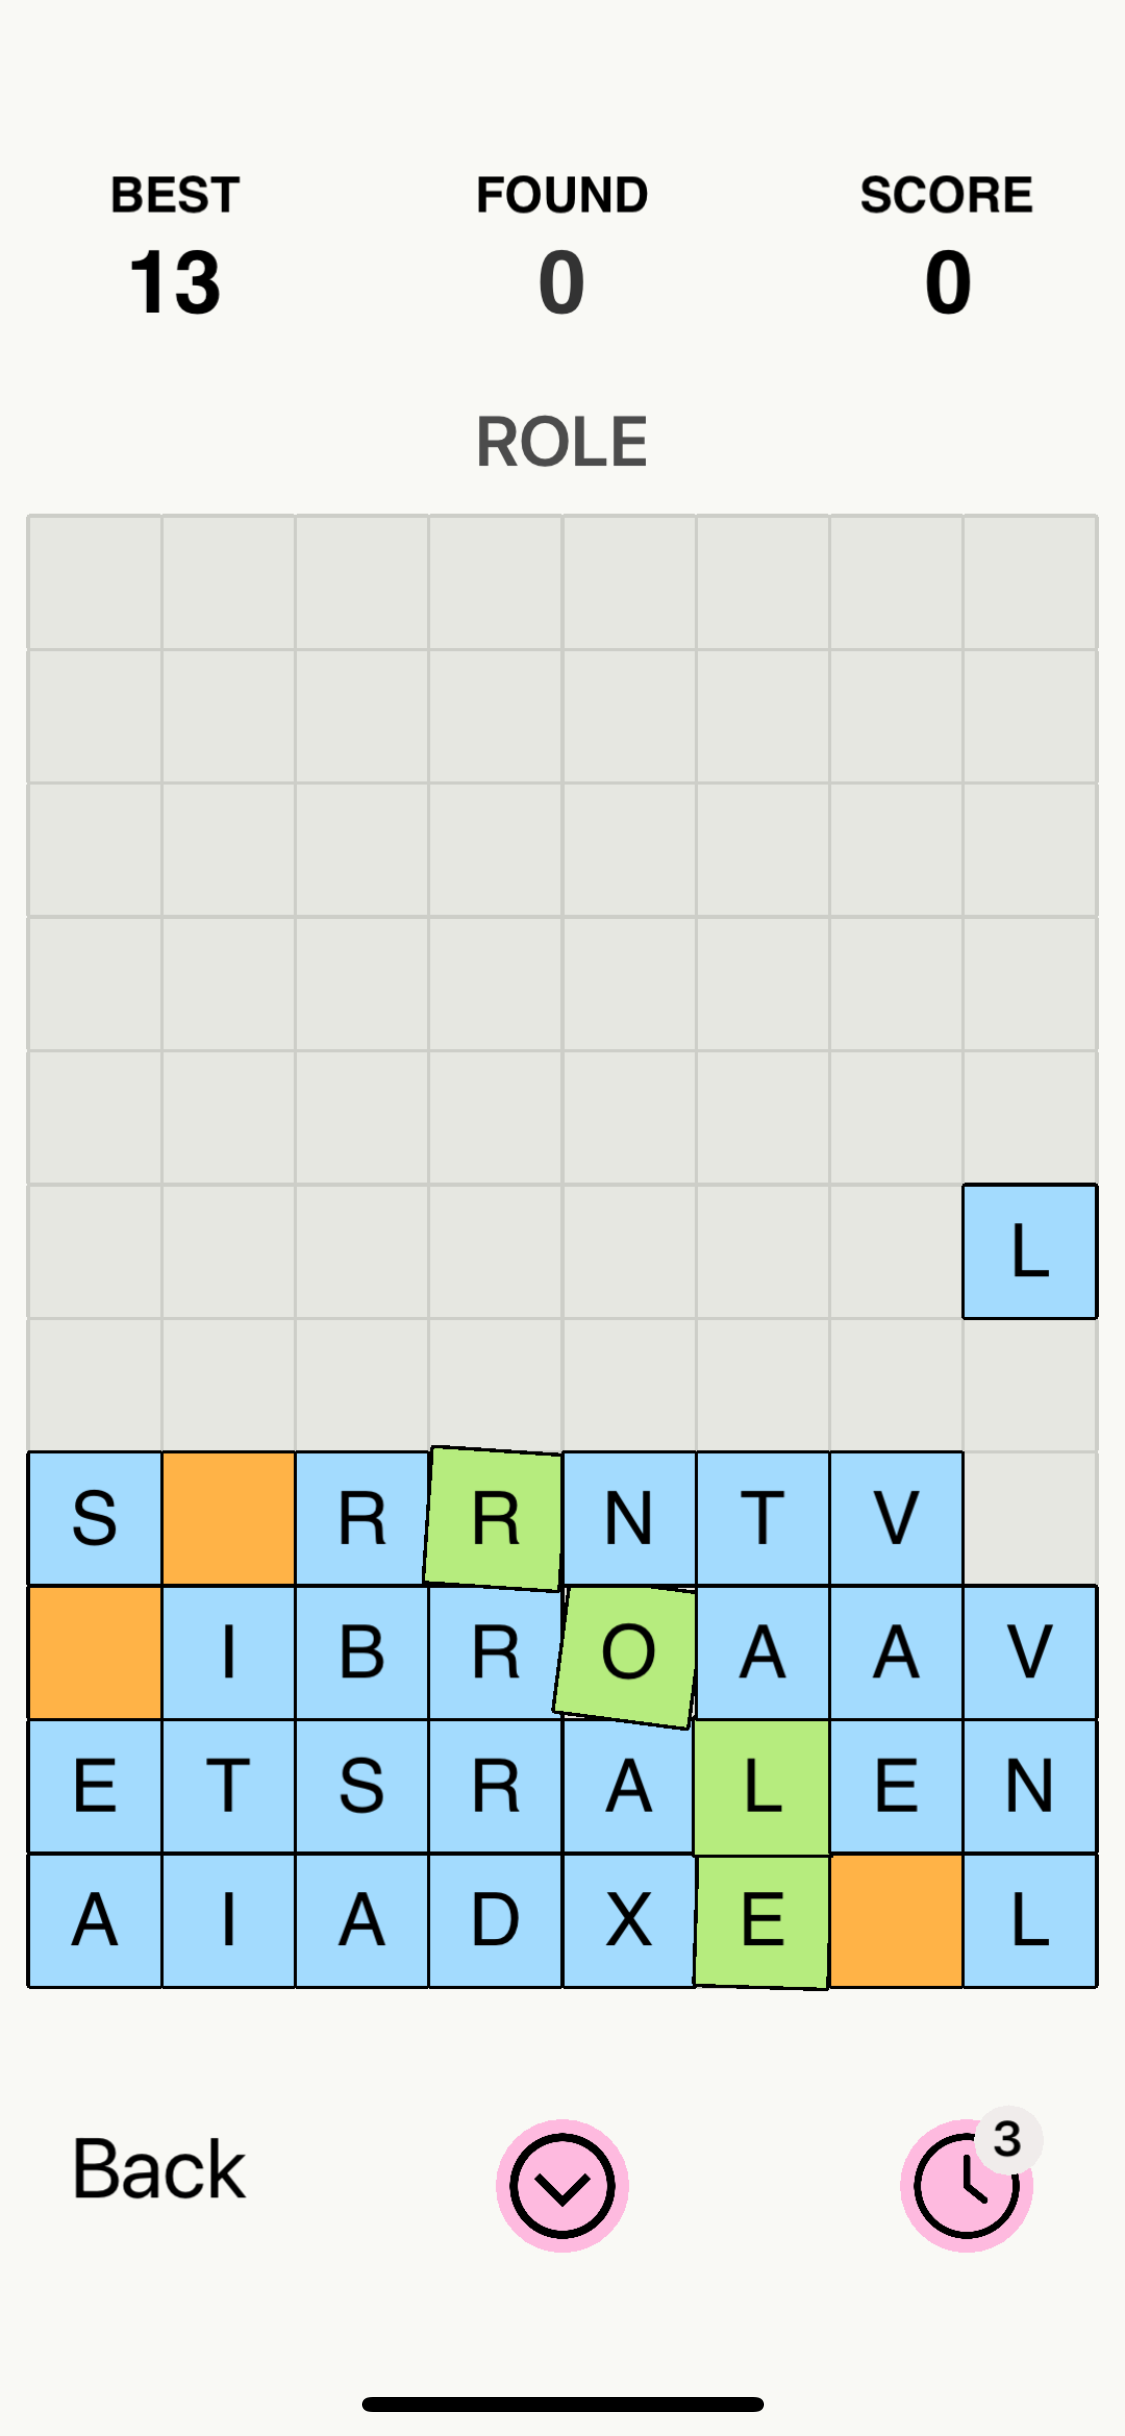 BEST FOUND SCORE
13 0 0
ROLE
L
S R R N T V
I B R O A A V
E T S R A L E N
A I A D X E L
Back 3